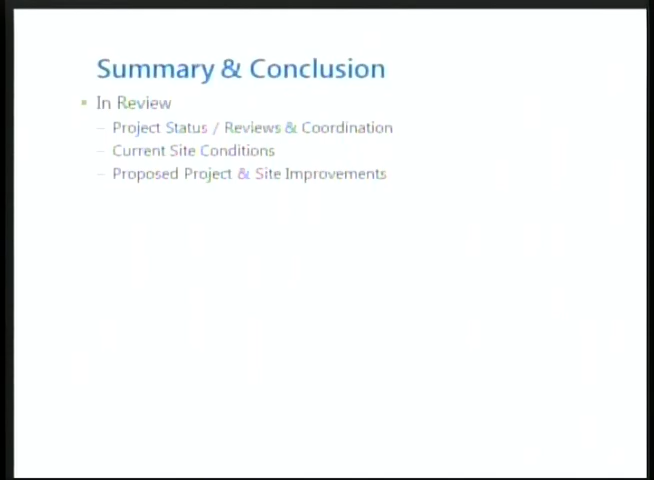 Summary & Conclusion
▪ In Review
– Project Status / Reviews & Coordination
– Current Site Conditions
– Proposed Project & Site Improvements